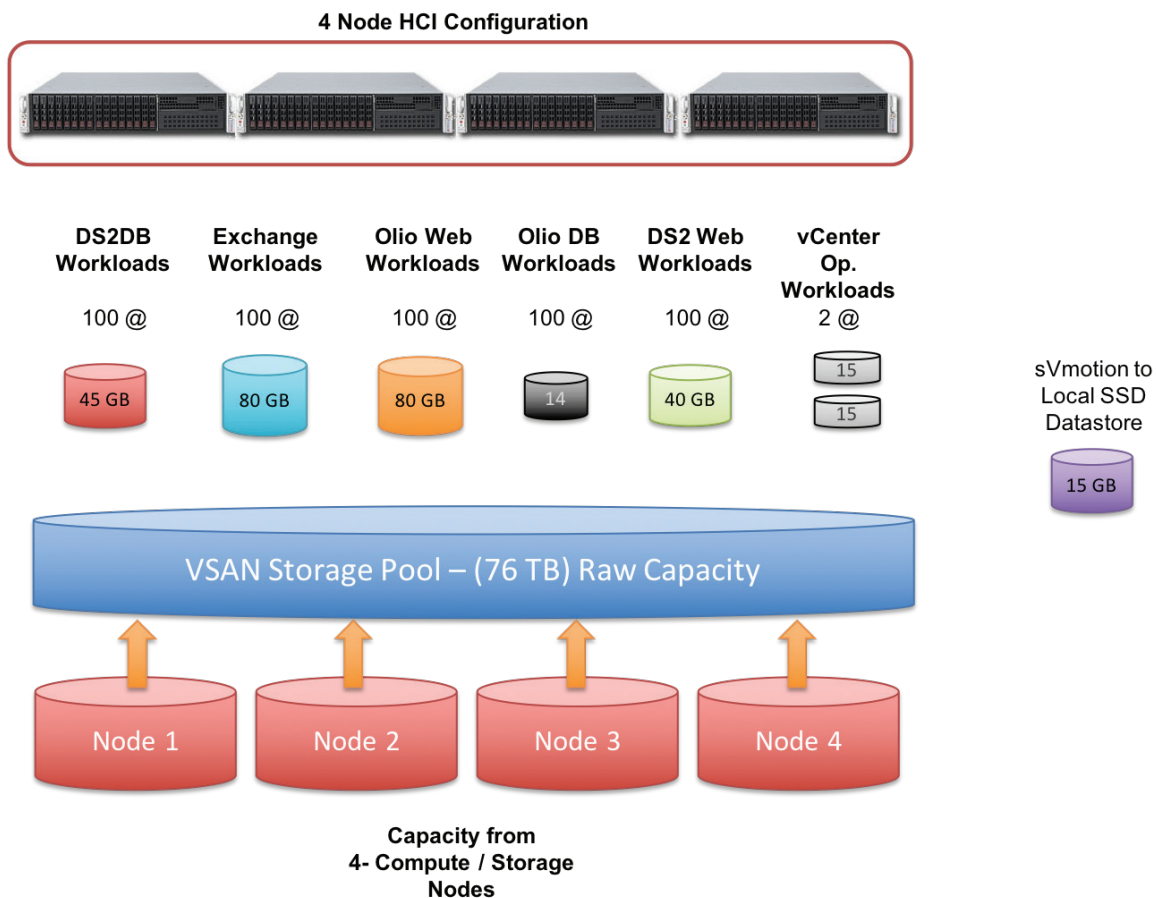 4 Node HCI Configuration
DS2DB
Workloads
100 @
45 GB
Exchange
Workloads
100 @
80 GB
Olio Web
Workloads
100 @
80 GB
Olio DB
Workloads
100 @
14
DS2 Web
Workloads
100 @
40 GB
vCenter
Op.
Workloads
2 @
15
15
sVmotion to
Local SSD
Datastore
15 GB
VSAN Storage Pool – (76 TB) Raw Capacity
Node 1
Node 2
Node 3
Node 4
Capacity from
4- Compute / Storage
Nodes